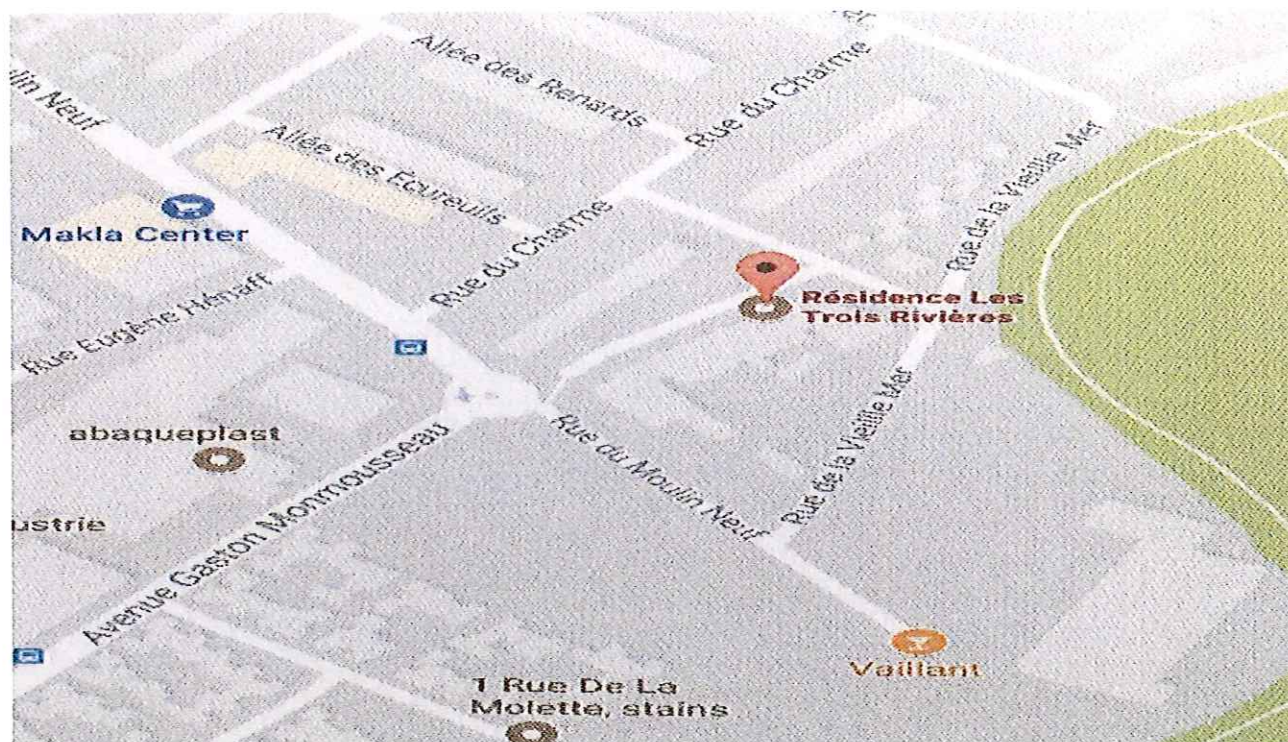 Allée des Renards
Rue du Charme
Neuf
Allée des Ecureuils
Rue de la Vieille Mer
Makla Center
Rue du Charme
Résidence Les
Trois Rivières
Rue Eugène Hénaff
Rue du Moulin Neuf
Rue de la Vieille Mer
abaqueplast
Avenue Gaston Monmousseau
ustrie
Vaillant
1 Rue De La
Molette, stains